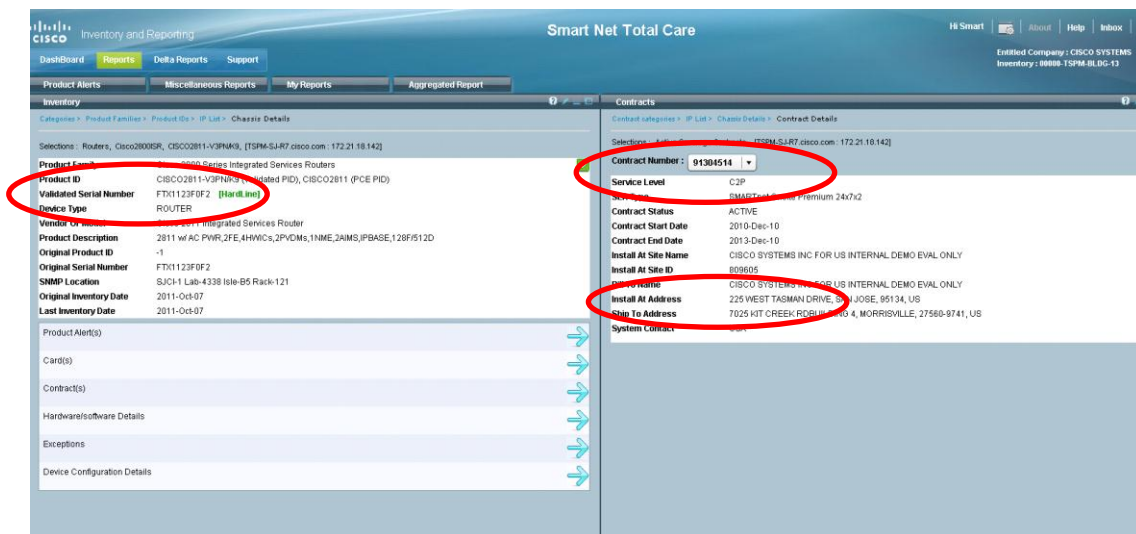 CISCO Inventory and Reporting
Smart Net Total Care
Hi Smart About Help Inbox
DashBoard Reports Delta Reports Support
Entitled Company : CISCO SYSTEMS
Inventory : 00000-TSPM-BLDG-13
Product Alerts Miscellaneous Reports My Reports Aggregated Report
Inventory
Categories > Product Families > Product IDs > IP List > Chassis Details
Selections : Routers, Cisco2800ISR, CISCO2811-V3PN/K9, [TSPM-SJ-R7.cisco.com : 172.21.18.142]
Series Integrated Services Routers
Product ID CISCO2811-V3PN/K9 PID), CISCO2811 (PCE PID)
Validated Serial Number FTX1123F0F2 [HardLine]
Device Type ROUTER
Integrated Services Router
Product Description 2811 w/ AC PWR,2FE,4HWICs,2PVDMs,1NME,2AIMS,IPBASE,128F/512D
Original Product ID -1
Original Serial Number FTX1123F0F2
SNMP Location SJCI-1 Lab-4338 Isle-B5 Rack-121
Original Inventory Date 2011-Oct-07
Last Inventory Date 2011-Oct-07
Product Alert(s)
Card(s)
Contract(s)
Hardware/software Details
Exceptions
Device Configuration Details
Contracts
Contract categories > IP List > Chassis Details > Contract Details
Selections : [TSPM-SJ-R7.cisco.com : 172.21.18.142]
Contract Number : 91304514
Service Level C2P
Premium 24x7x2
Contract Status ACTIVE
Contract Start Date 2010-Dec-10
Contract End Date 2013-Dec-10
Install At Site Name CISCO SYSTEMS INC FOR US INTERNAL DEMO EVAL ONLY
Install At Site ID 809605
Name CISCO SYSTEMS INC FOR US INTERNAL DEMO EVAL ONLY
Install At Address 225 WEST TASMAN DRIVE, SAN JOSE, 95134, US
Ship To Address 7025 KIT CREEK RDBUILDING 4, MORRISVILLE, 27560-9741, US
System Contact